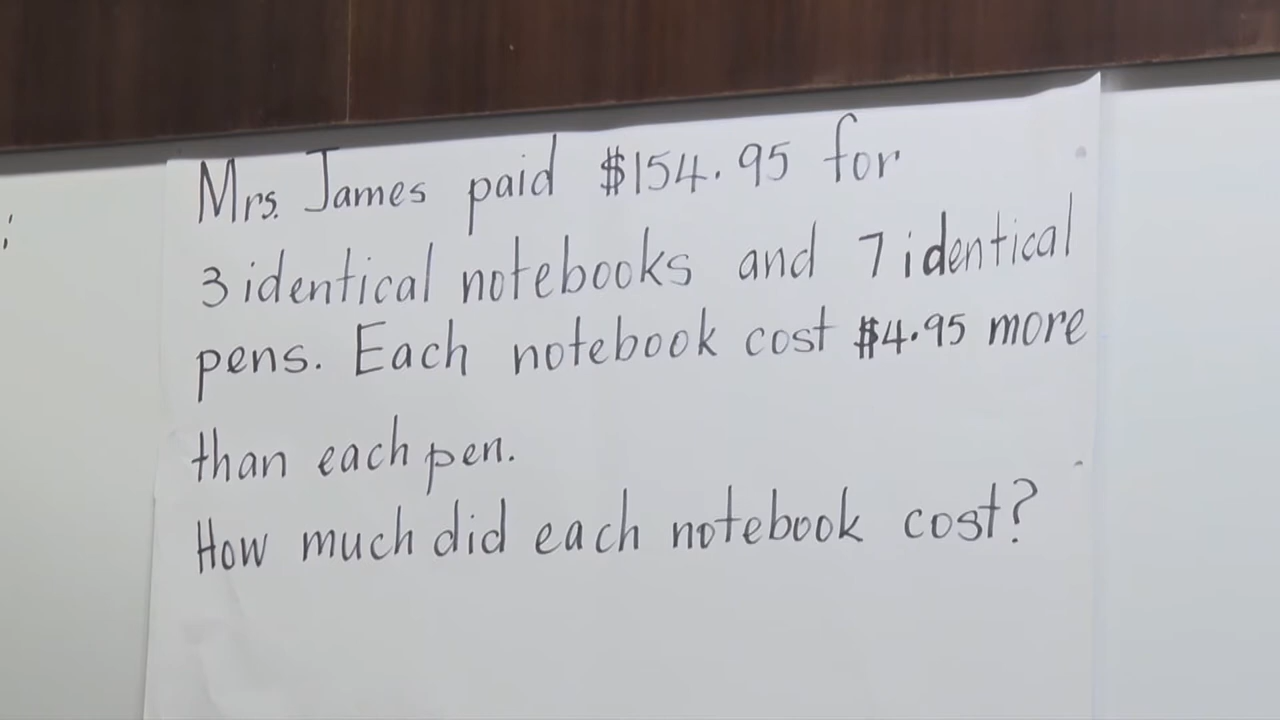 Mrs. James paid $154.95 for
3 identical notebooks and 7 identical
pens. Each notebook cost $4.95 more
than each pen.
How much did each notebook cost?